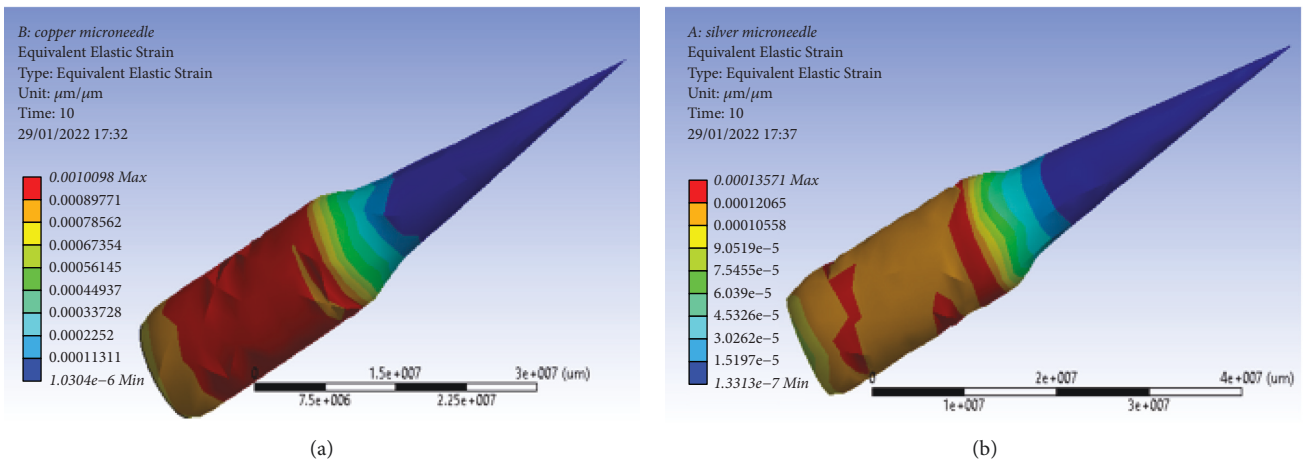 B: copper microneedle
Equivalent Elastic Strain
Type: Equivalent Elastic Strain
Unit: μm/μm
Time: 10
29/01/2022 17:32
0.0010098 Max
0.00089771
0.00078562
0.00067354
0.00056145
0.00044937
0.00033728
0.0002252
0.00011311
1.0304e−6 Min
0
1.5e+007
3e+007 (um)
7.5e+006
2.25e+007
(a)
A: silver microneedle
Equivalent Elastic Strain
Type: Equivalent Elastic Strain
Unit: μm/μm
Time: 10
29/01/2022 17:37
0.00013571 Max
0.00012065
0.00010558
9.0519e−5
7.5455e−5
6.039e−5
4.5326e−5
3.0262e−5
1.5197e−5
1.3313e−7 Min
0
2e+007
4e+007 (um)
1e+007
3e+007
(b)